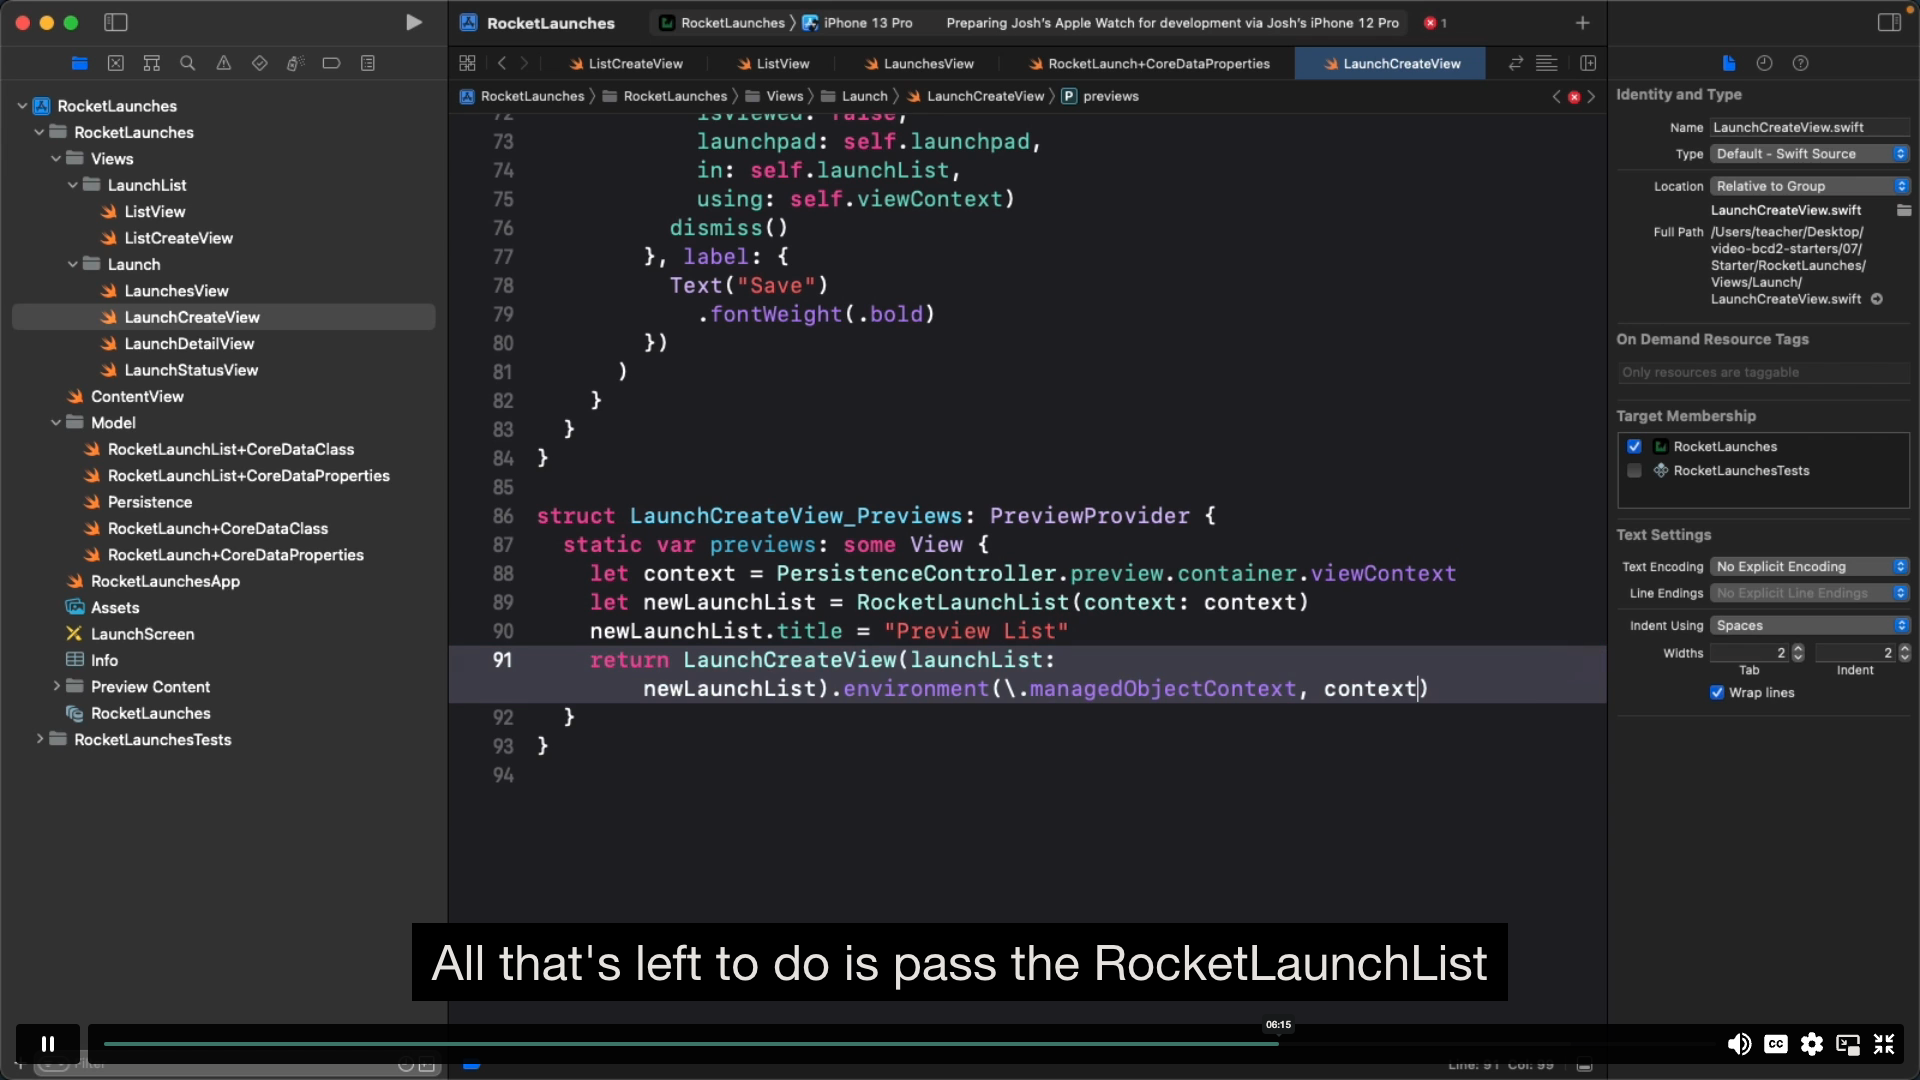 RocketLaunches
RocketLaunches
iPhone 13 Pro
Preparing Josh's Apple Watch for development via Josh's iPhone 12 Pro
1
ListCreateView
ListView
LaunchesView
RocketLaunch+CoreDataProperties
LaunchCreateView
RocketLaunches
RocketLaunches
Views
Launch
LaunchCreateView
P previews
RocketLaunches
RocketLaunches
Views
LaunchList
ListView
ListCreateView
Launch
LaunchesView
LaunchCreateView
LaunchDetailView
LaunchStatusView
ContentView
Model
RocketLaunchList+CoreDataClass
RocketLaunchList+CoreDataProperties
Persistence
RocketLaunch+CoreDataClass
RocketLaunch+CoreDataProperties
RocketLaunchesApp
Assets
LaunchScreen
Info
Preview Content
RocketLaunches
RocketLaunchesTests
Filter
72 isViewed: false,
73 launchpad: self.launchpad,
74 in: self.launchList,
75 using: self.viewContext)
76 dismiss()
77 }, label: {
78 Text("Save")
79 .fontWeight(.bold)
80 })
81 )
82 }
83 }
84 }
85
86 struct LaunchCreateView_Previews: PreviewProvider {
87 static var previews: some View {
88 let context = PersistenceController.preview.container.viewContext
89 let newLaunchList = RocketLaunchList(context: context)
90 newLaunchList.title = "Preview List"
91 return LaunchCreateView(launchList:
newLaunchList).environment(\.managedObjectContext, context)
92 }
93 }
94
Identity and Type
Name LaunchCreateView.swift
Type Default - Swift Source
Location Relative to Group
LaunchCreateView.swift
Full Path /Users/teacher/Desktop/
video-bcd2-starters/07/
Starter/RocketLaunches/
Views/Launch/
LaunchCreateView.swift
On Demand Resource Tags
Only resources are taggable
Target Membership
RocketLaunches
RocketLaunchesTests
Text Settings
Text Encoding No Explicit Encoding
Line Endings No Explicit Line Endings
Indent Using Spaces
Widths 2 2
Tab Indent
Wrap lines
All that's left to do is pass the RocketLaunchList
06:15
CC
Line: 91 Col: 99